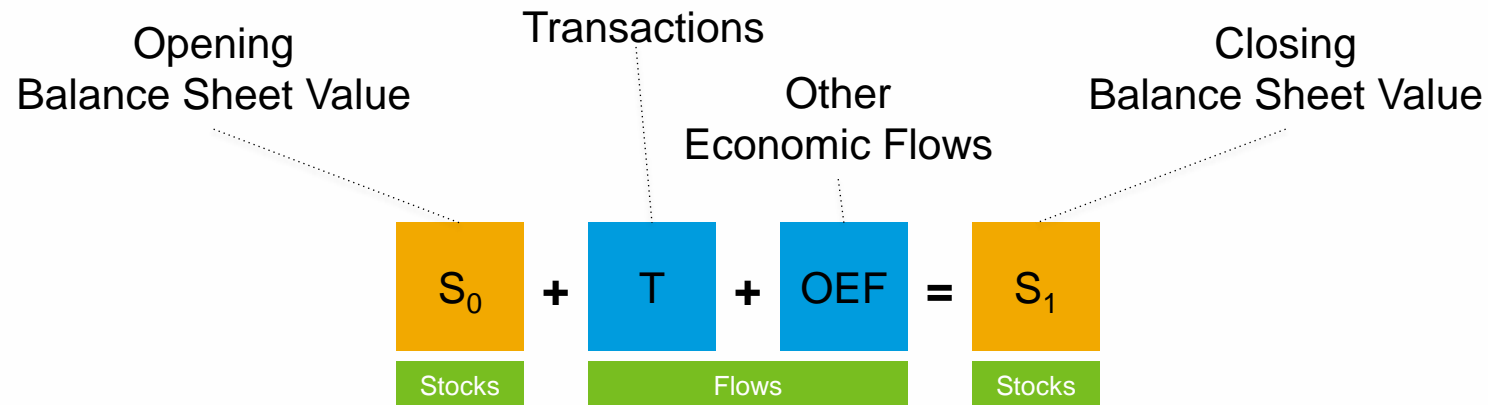 Opening
Balance Sheet Value
Transactions
Other
Economic Flows
Closing
Balance Sheet Value
S₀ + T + OEF = S₁
Stocks Flows Stocks